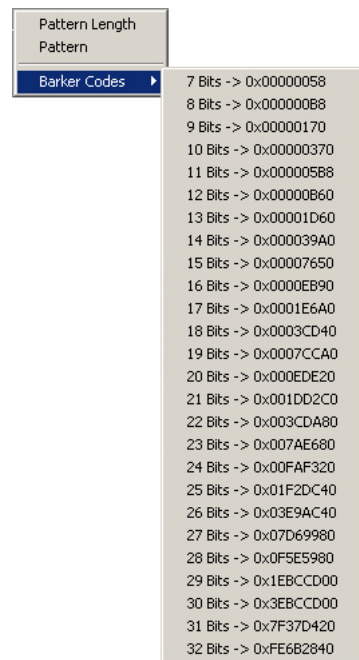 Pattern Length
Pattern
Barker Codes
7 Bits -> 0x00000058
8 Bits -> 0x000000B8
9 Bits -> 0x00000170
10 Bits -> 0x00000370
11 Bits -> 0x000005B8
12 Bits -> 0x00000B60
13 Bits -> 0x00001D60
14 Bits -> 0x000039A0
15 Bits -> 0x00007650
16 Bits -> 0x0000EB90
17 Bits -> 0x0001E6A0
18 Bits -> 0x0003CD40
19 Bits -> 0x0007CCA0
20 Bits -> 0x000EDE20
21 Bits -> 0x001DD2C0
22 Bits -> 0x003CDA80
23 Bits -> 0x007AE680
24 Bits -> 0x00FAF320
25 Bits -> 0x01F2DC40
26 Bits -> 0x03E9AC40
27 Bits -> 0x07D69980
28 Bits -> 0x0F5E5980
29 Bits -> 0x1EBCCD00
30 Bits -> 0x3EBCCD00
31 Bits -> 0x7F37D420
32 Bits -> 0xFE6B2840